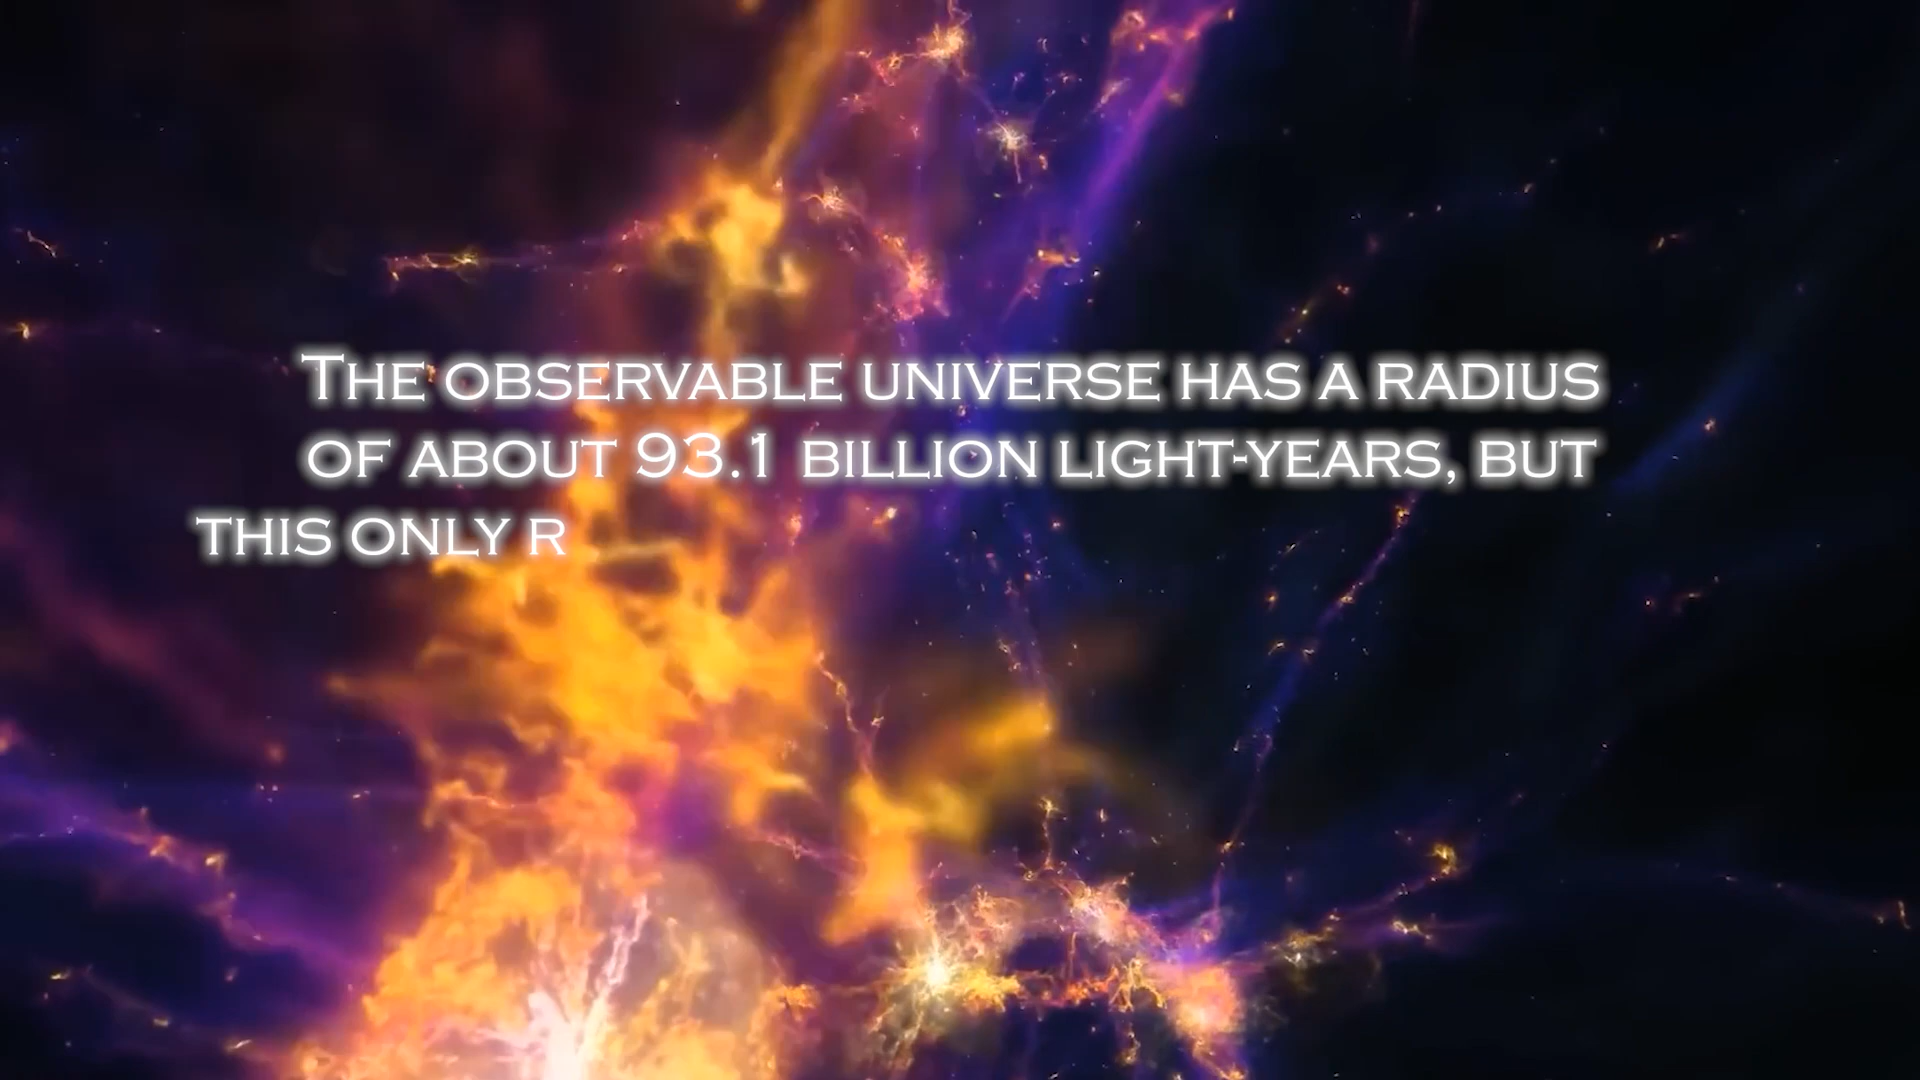 The observable universe has a radius
of about 93.1 billion light-years, but
this only r